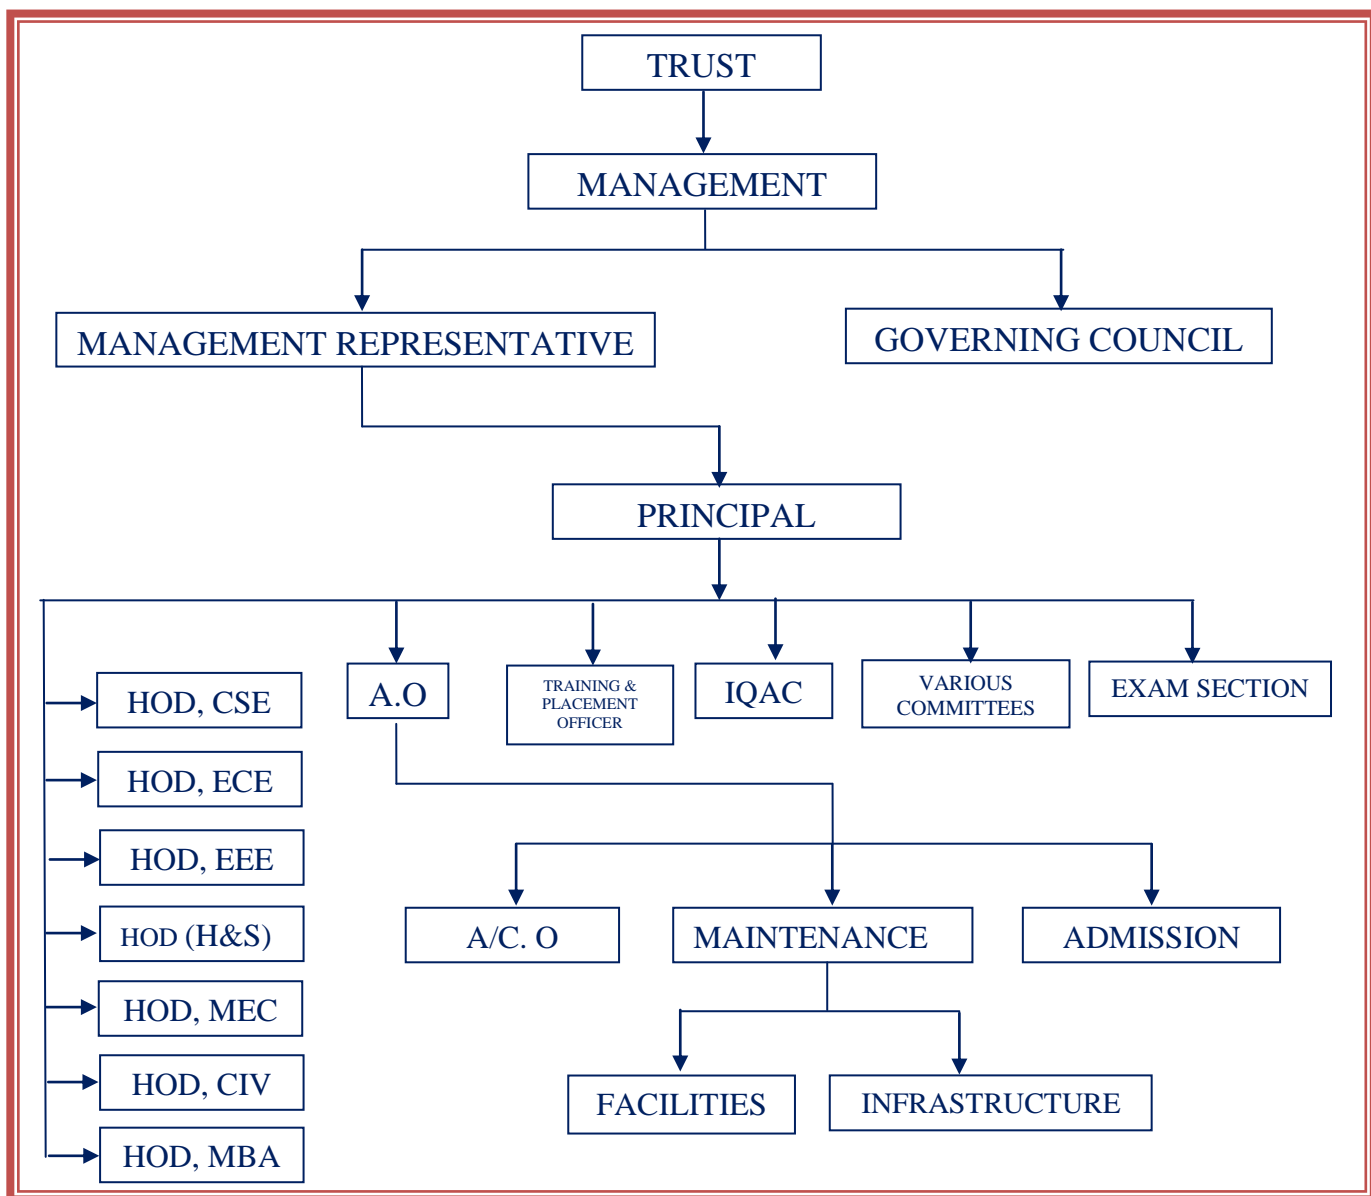 TRUST
MANAGEMENT
MANAGEMENT REPRESENTATIVE
GOVERNING COUNCIL
PRINCIPAL
HOD, CSE
A.O
TRAINING &
PLACEMENT
OFFICER
IQAC
VARIOUS
COMMITTEES
EXAM SECTION
HOD, ECE
HOD, EEE
HOD (H&S)
HOD, MEC
HOD, CIV
HOD, MBA
A/C. O
MAINTENANCE
ADMISSION
FACILITIES
INFRASTRUCTURE